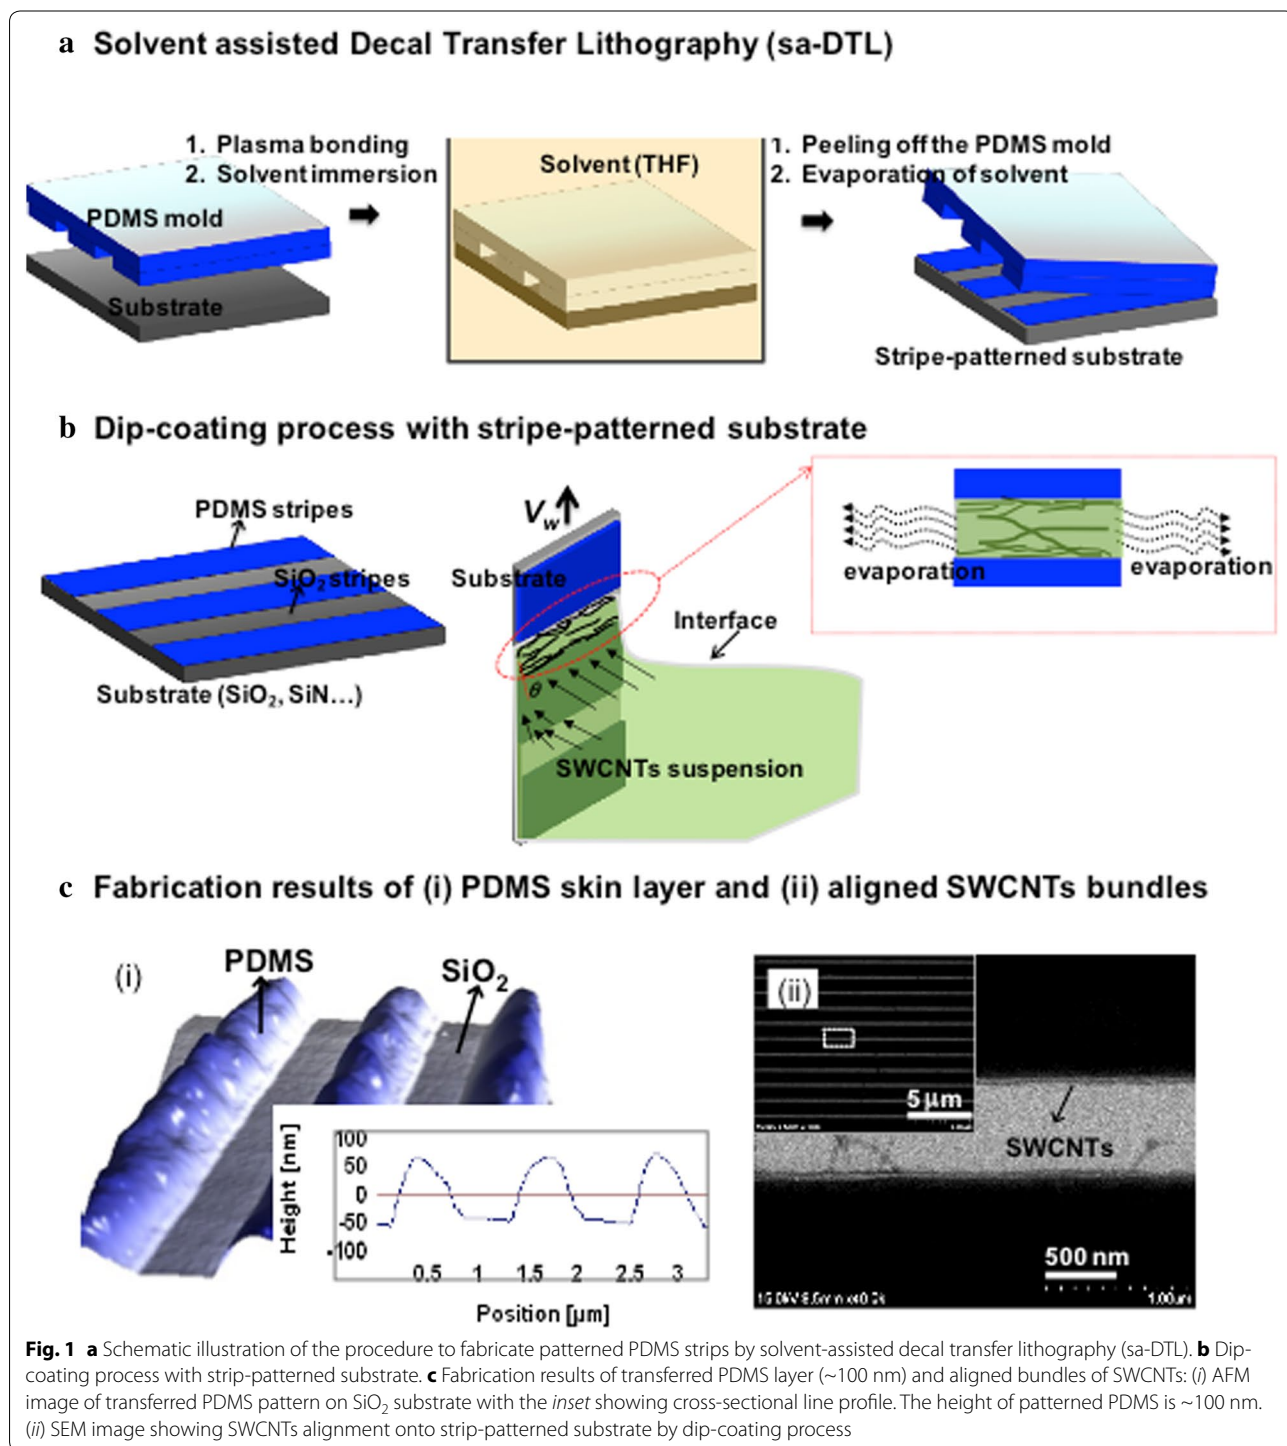 a Solvent assisted Decal Transfer Lithography (sa-DTL)
1. Plasma bonding
2. Solvent immersion
PDMS mold
Substrate
Solvent (THF)
1. Peeling off the PDMS mold
2. Evaporation of solvent
Stripe-patterned substrate
b Dip-coating process with stripe-patterned substrate
PDMS stripes
SiO₂ stripes
Substrate (SiO₂, SiN...)
Vw
Substrate
θ
Interface
SWCNTs suspension
evaporation
evaporation
c Fabrication results of (i) PDMS skin layer and (ii) aligned SWCNTs bundles
(i)
PDMS
SiO₂
Height [nm]
100
50
0
-50
-100
0.5 1 1.5 2 2.5 3
Position [µm]
(ii)
5 µm
SWCNTs
500 nm
1.00um
Fig. 1 a Schematic illustration of the procedure to fabricate patterned PDMS strips by solvent-assisted decal transfer lithography (sa-DTL). b Dip-
coating process with strip-patterned substrate. c Fabrication results of transferred PDMS layer (~100 nm) and aligned bundles of SWCNTs: (i) AFM
image of transferred PDMS pattern on SiO₂ substrate with the inset showing cross-sectional line profile. The height of patterned PDMS is ~100 nm.
(ii) SEM image showing SWCNTs alignment onto strip-patterned substrate by dip-coating process